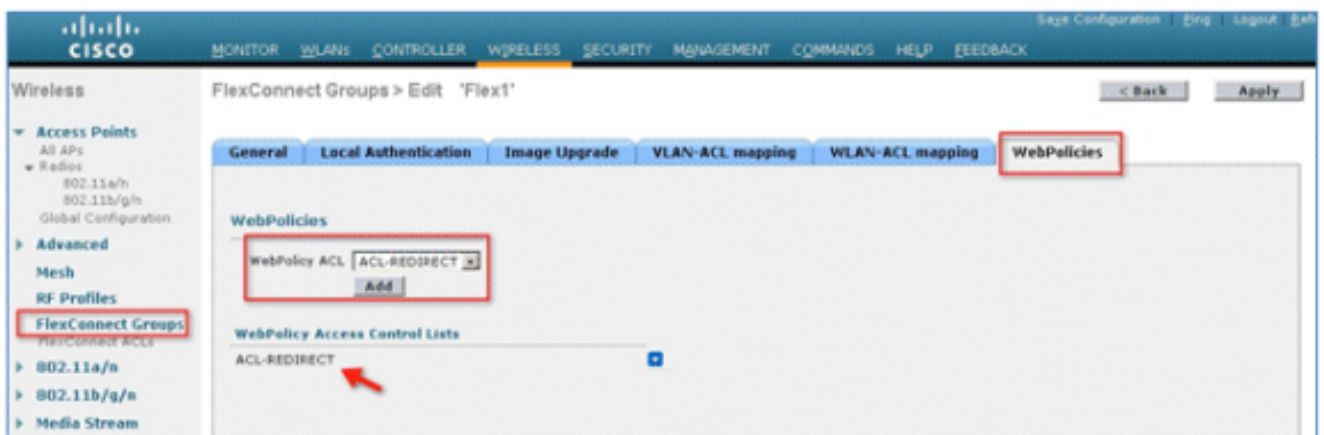 Save Configuration | Ping | Logout | Refr
CISCO
MONITOR WLANs CONTROLLER WIRELESS SECURITY MANAGEMENT COMMANDS HELP FEEDBACK
Wireless
FlexConnect Groups > Edit 'Flex1'
< Back
Apply
Access Points
All APs
Radios
802.11a/n
802.11b/g/n
Global Configuration
Advanced
Mesh
RF Profiles
FlexConnect Groups
FlexConnect ACLs
802.11a/n
802.11b/g/n
Media Stream
General Local Authentication Image Upgrade VLAN-ACL mapping WLAN-ACL mapping WebPolicies
WebPolicies
WebPolicy ACL ACL-REDIRECT
Add
WebPolicy Access Control Lists
ACL-REDIRECT